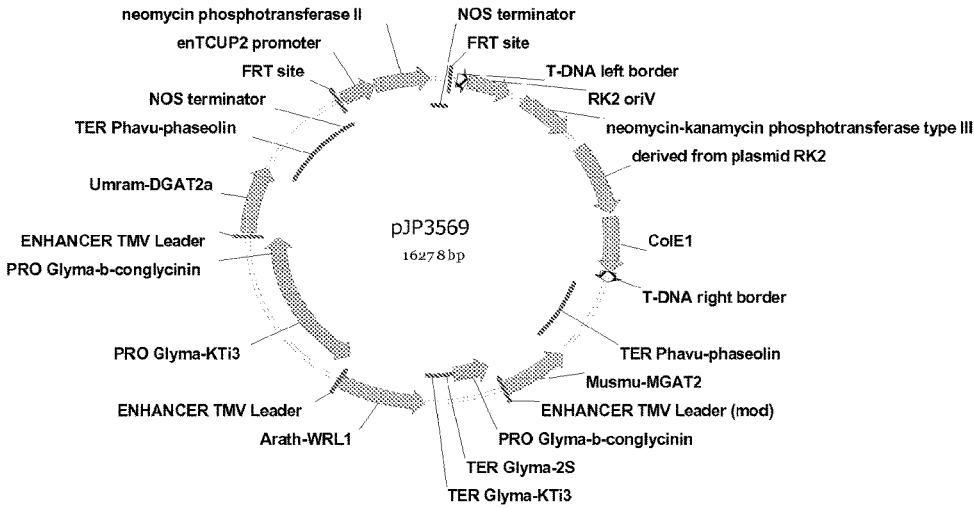 neomycin phosphotransferase II
NOS terminator
enTCUP2 promoter
FRT site
FRT site
T-DNA left border
NOS terminator
RK2 oriV
TER Phavu-phaseolin
neomycin-kanamycin phosphotransferase type III
derived from plasmid RK2
Umram-DGAT2a
pJP3569
16278 bp
ColE1
ENHANCER TMV Leader
PRO Glyma-b-conglycinin
T-DNA right border
PRO Glyma-KTi3
TER Phavu-phaseolin
Musmu-MGAT2
ENHANCER TMV Leader
ENHANCER TMV Leader (mod)
Arath-WRL1
PRO Glyma-b-conglycinin
TER Glyma-2S
TER Glyma-KTi3